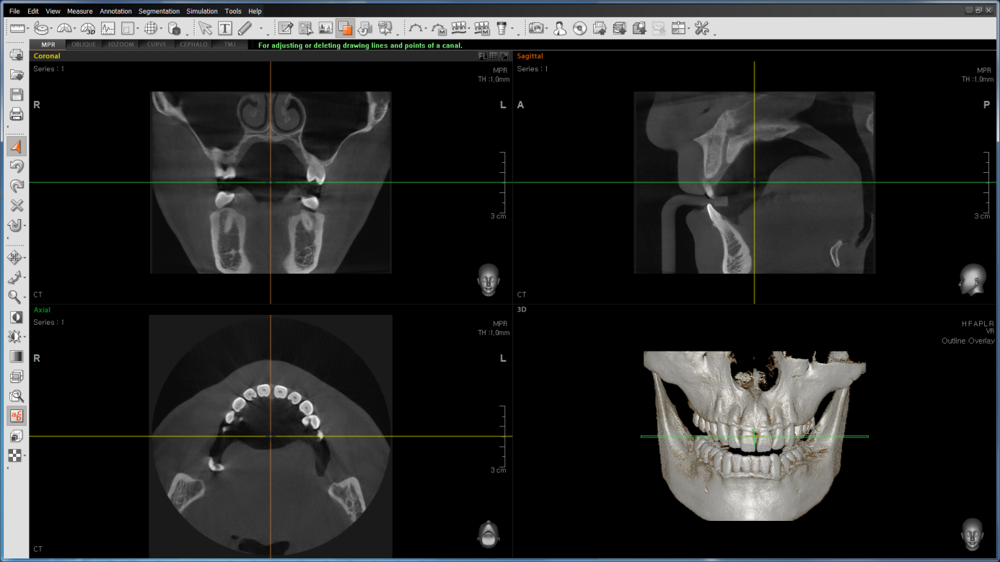 File Edit View Measure Annotation Segmentation Simulation Tools Help
T 3D M M
MPR OBLIQUE 3DZOOM CURVE CEPHALO TMJ For adjusting or deleting drawing lines and points of a canal.
Coronal FL
Series : 1 MPR
TH :1.0mm
R L
3 cm
CT
Sagittal
Series : 1 MPR
TH :1.0mm
A P
3 cm
CT
Axial
Series : 1 MPR
TH :1.0mm
R L
3 cm
CT
3D
H F A P L R
VR
Outline Overlay